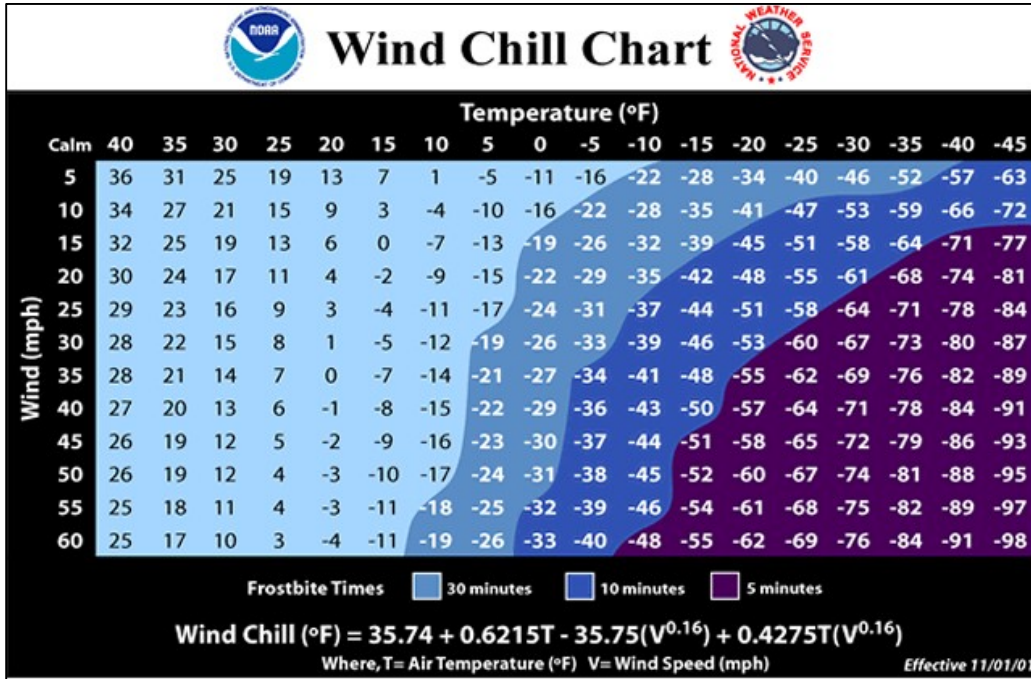 NOAA
Wind Chill Chart
NATIONAL WEATHER SERVICE
Temperature (ºF)
Calm 40 35 30 25 20 15 10 5 0 -5 -10 -15 -20 -25 -30 -35 -40 -45
5 36 31 25 19 13 7 1 -5 -11 -16 -22 -28 -34 -40 -46 -52 -57 -63
10 34 27 21 15 9 3 -4 -10 -16 -22 -28 -35 -41 -47 -53 -59 -66 -72
15 32 25 19 13 6 0 -7 -13 -19 -26 -32 -39 -45 -51 -58 -64 -71 -77
20 30 24 17 11 4 -2 -9 -15 -22 -29 -35 -42 -48 -55 -61 -68 -74 -81
25 29 23 16 9 3 -4 -11 -17 -24 -31 -37 -44 -51 -58 -64 -71 -78 -84
30 28 22 15 8 1 -5 -12 -19 -26 -33 -39 -46 -53 -60 -67 -73 -80 -87
35 28 21 14 7 0 -7 -14 -21 -27 -34 -41 -48 -55 -62 -69 -76 -82 -89
40 27 20 13 6 -1 -8 -15 -22 -29 -36 -43 -50 -57 -64 -71 -78 -84 -91
45 26 19 12 5 -2 -9 -16 -23 -30 -37 -44 -51 -58 -65 -72 -79 -86 -93
50 26 19 12 4 -3 -10 -17 -24 -31 -38 -45 -52 -60 -67 -74 -81 -88 -95
55 25 18 11 4 -3 -11 -18 -25 -32 -39 -46 -54 -61 -68 -75 -82 -89 -97
60 25 17 10 3 -4 -11 -19 -26 -33 -40 -48 -55 -62 -69 -76 -84 -91 -98
Wind (mph)
Frostbite Times 30 minutes 10 minutes 5 minutes
Wind Chill (ºF) = 35.74 + 0.6215T - 35.75(V0.16) + 0.4275T(V0.16)
Where, T= Air Temperature (ºF) V= Wind Speed (mph) Effective 11/01/01